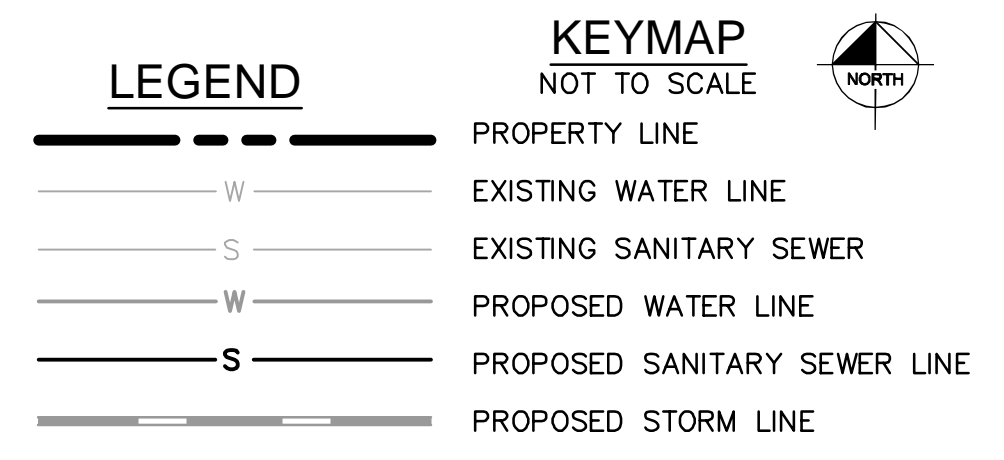 KEYMAP
NOT TO SCALE
NORTH
LEGEND
PROPERTY LINE
W EXISTING WATER LINE
S EXISTING SANITARY SEWER
W PROPOSED WATER LINE
S PROPOSED SANITARY SEWER LINE
PROPOSED STORM LINE